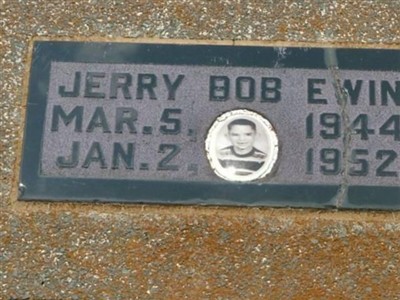 JERRY BOB EWIN
MAR. 5, 1944
JAN. 2, 1952